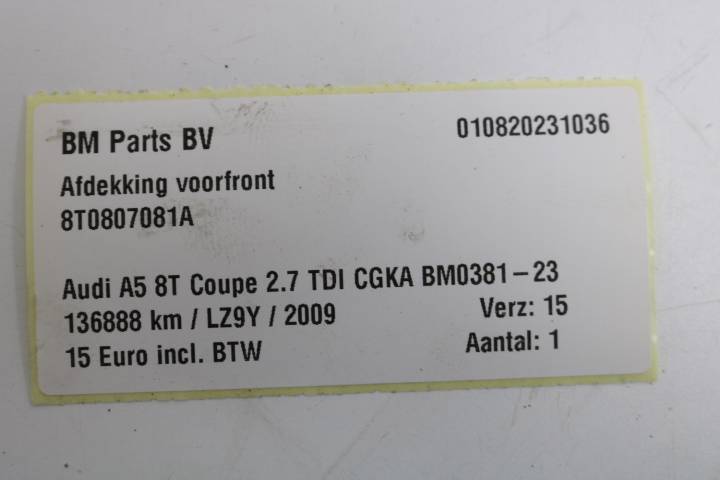 BM Parts BV 010820231036
Afdekking voorfront
8T0807081A
Audi A5 8T Coupe 2.7 TDI CGKA BM0381-23
136888 km / LZ9Y / 2009 Verz: 15
15 Euro incl. BTW Aantal: 1